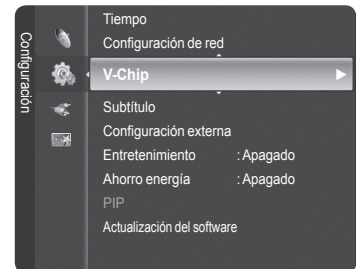 Configuración
Tiempo
Configuración de red
V-Chip
Subtítulo
Configuración externa
Entretenimiento : Apagado
Ahorro energía : Apagado
PIP
Actualización del software